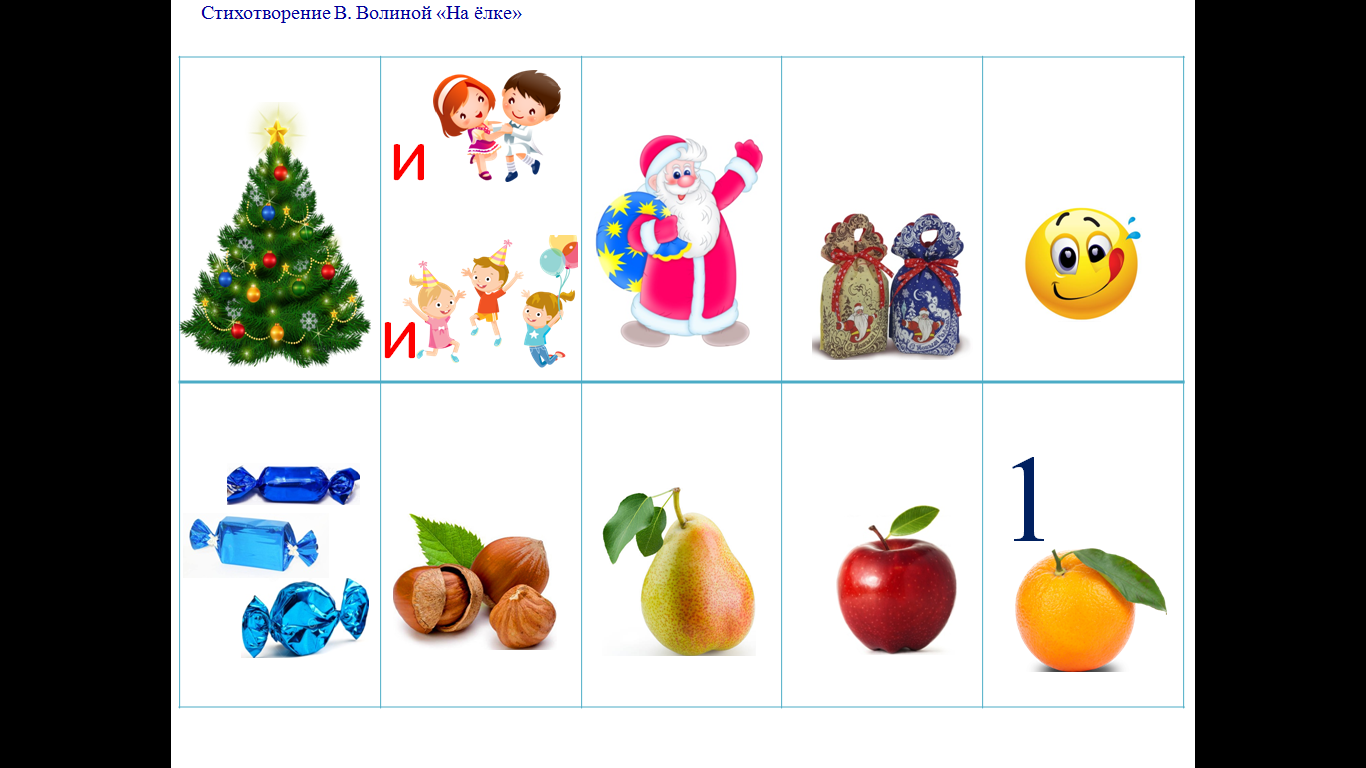 Стихотворение В. Волиной «На ёлке»
и
и
1